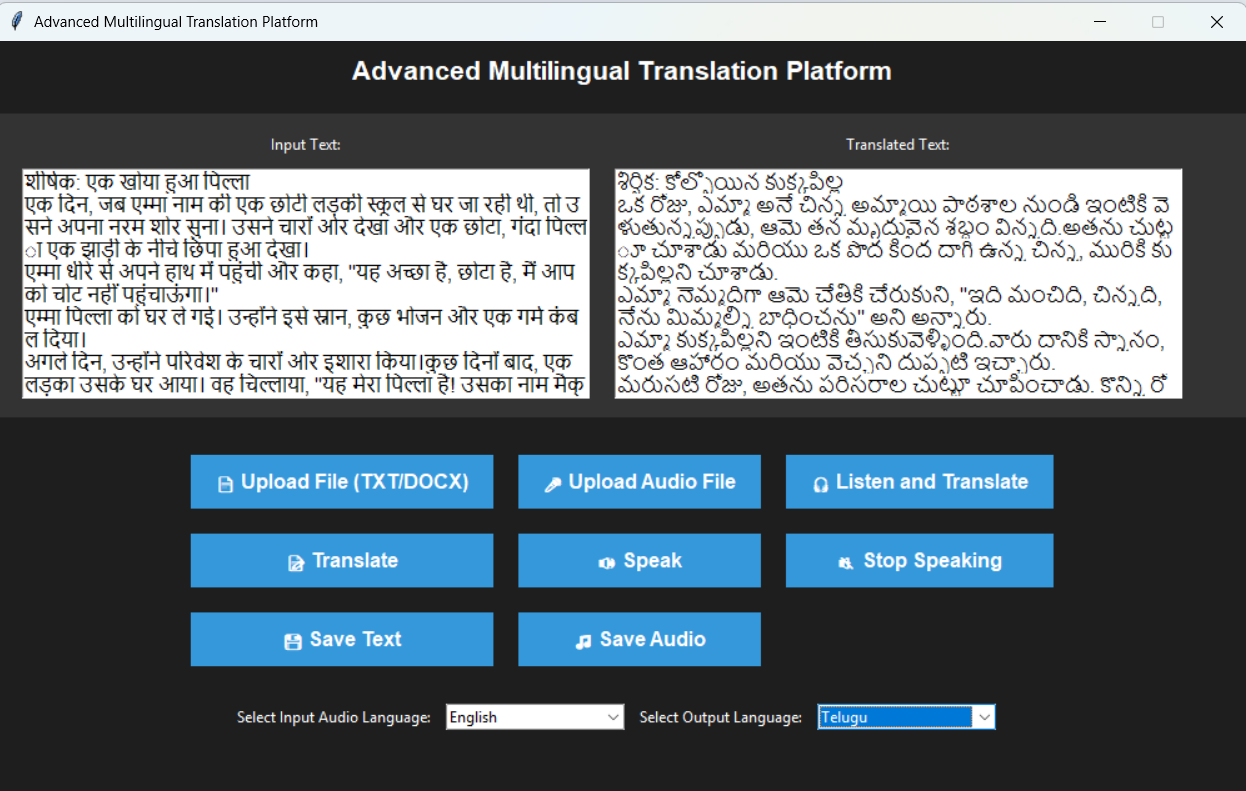 Advanced Multilingual Translation Platform
Advanced Multilingual Translation Platform
Input Text:
शीर्षक: एक खोया हुआ पिल्ला
एक दिन, जब एम्मा नाम की एक छोटी लड़की स्कूल से घर जा रही थी, तो उ
सने अपना नरम शोर सुना। उसने चारों ओर देखा और एक छोटा, गंदा पिल्ल
ा एक झाड़ी के नीचे छिपा हुआ देखा।
एम्मा धीरे से अपने हाथ में पहुंची और कहा, "यह अच्छा है, छोटा है, मैं आप
को चोट नहीं पहुंचाऊंगा।"
एम्मा पिल्ला को घर ले गई। उन्होंने इसे स्नान, कुछ भोजन और एक गर्म कंब
ल दिया।
अगले दिन, उन्होंने परिवेश के चारों ओर इशारा किया।कुछ दिनों बाद, एक
लड़का उसके घर आया। वह चिल्लाया, "यह मेरा पिल्ला है! उसका नाम मैक्
Translated Text:
శీర్షిక: కోల్పోయిన కుక్కపిల్ల
ఒక రోజు, ఎమ్మా అనే చిన్న అమ్మాయి పాఠశాల నుండి ఇంటికి వె
ళుతున్నప్పుడు, ఆమె తన మృదువైన శబ్దం విన్నది.అతను చుట్ట
ూ చూశాడు మరియు ఒక పొద కింద దాగి ఉన్న చిన్న, మురికి కు
క్కపిల్లని చూశాడు.
ఎమ్మా నెమ్మదిగా ఆమె చేతికి చేరుకుని, "ఇది మంచిది, చిన్నది,
నేను మిమ్మల్ని బాధించను" అని అన్నారు.
ఎమ్మా కుక్కపిల్లని ఇంటికి తీసుకువెళ్ళింది.వారు దానికి స్నానం,
కొంత ఆహారం మరియు వెచ్చని దుప్పటి ఇచ్చారు.
మరుసటి రోజు, అతను పరిసరాల చుట్టూ చూపించాడు. కొన్ని రో
Upload File (TXT/DOCX)
Upload Audio File
Listen and Translate
Translate
Speak
Stop Speaking
Save Text
Save Audio
Select Input Audio Language: English
Select Output Language: Telugu